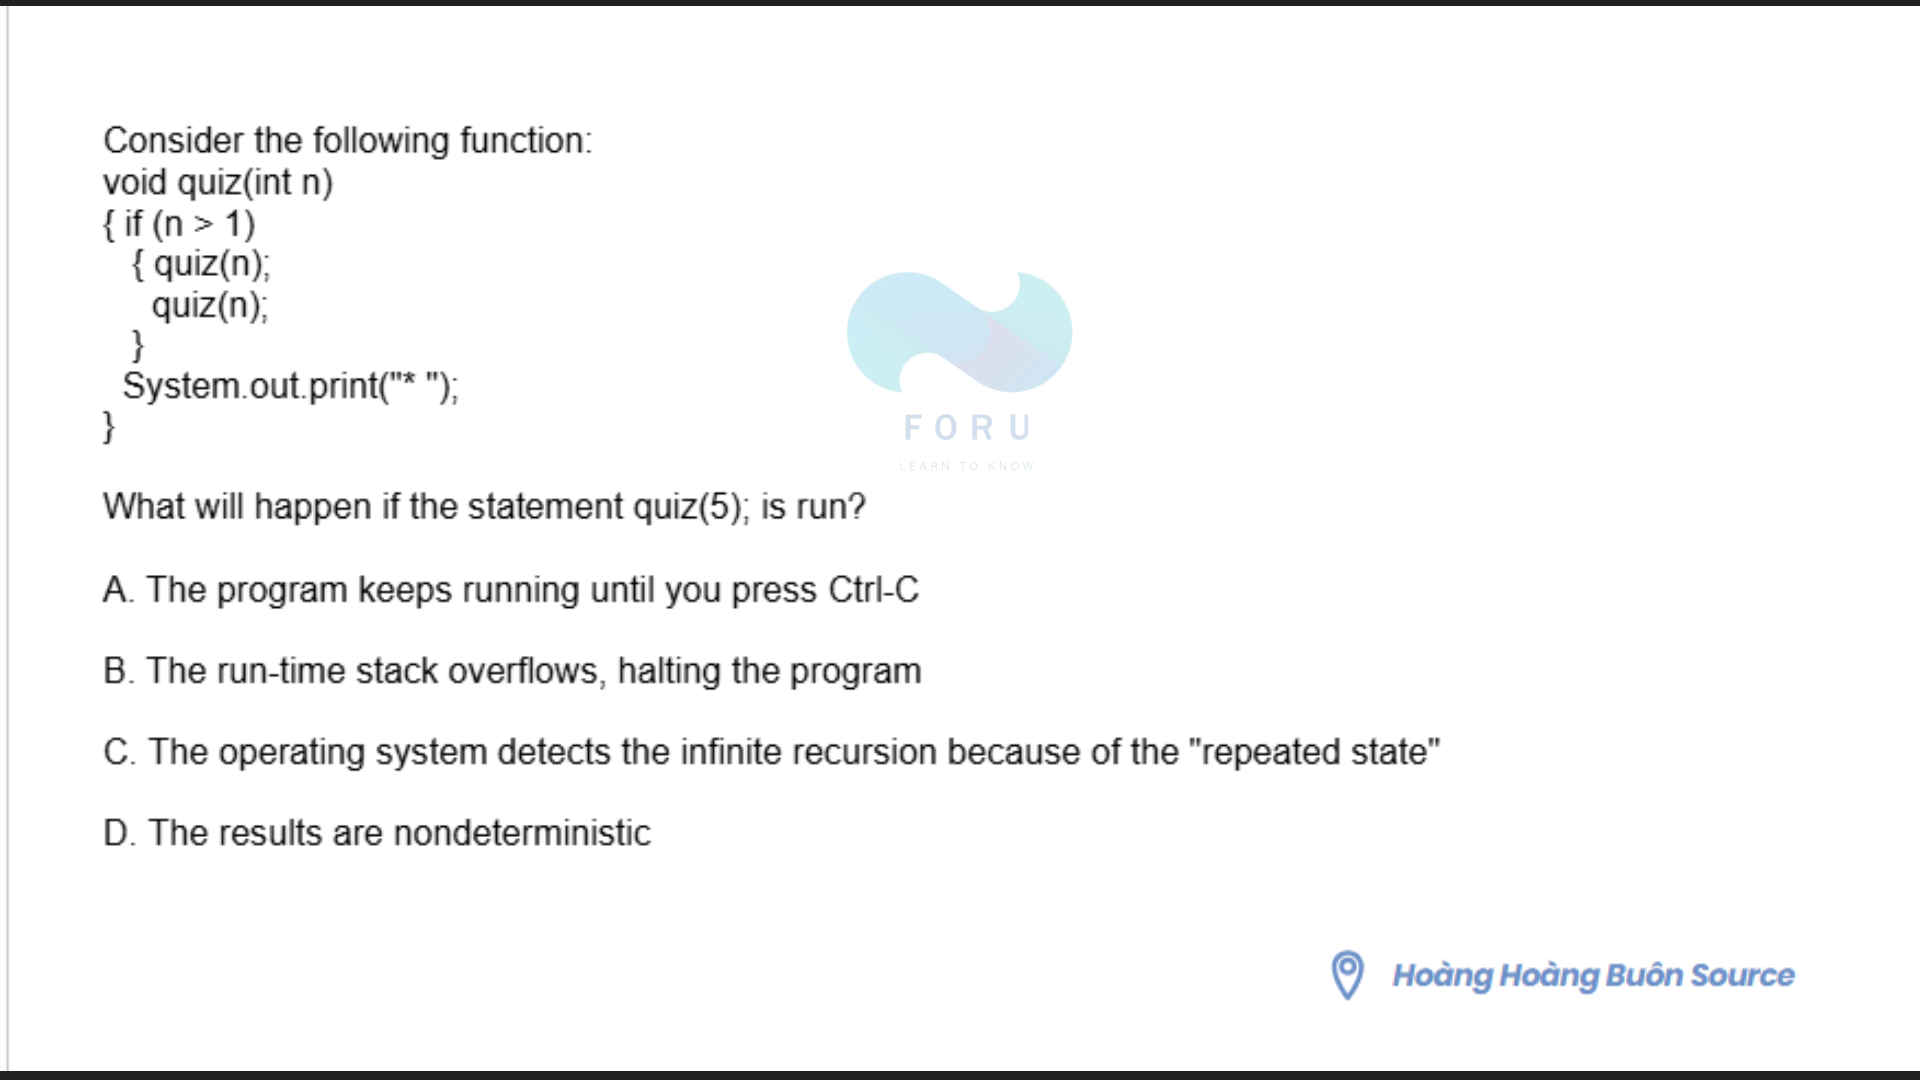 Consider the following function:
void quiz(int n)
{ if (n > 1)
{ quiz(n);
quiz(n);
}
System.out.print("* ");
}
FORU
LEARN TO KNOW
What will happen if the statement quiz(5); is run?
A. The program keeps running until you press Ctrl-C
B. The run-time stack overflows, halting the program
C. The operating system detects the infinite recursion because of the "repeated state"
D. The results are nondeterministic
Hoàng Hoàng Buôn Source